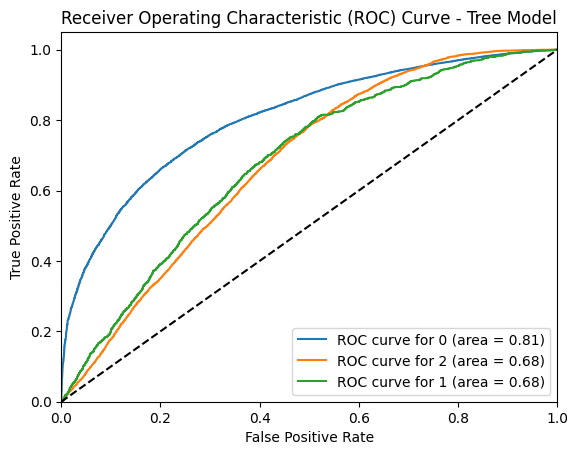 Receiver Operating Characteristic (ROC) Curve - Tree Model
True Positive Rate
1.0
0.8
0.6
0.4
0.2
0.0
ROC curve for 0 (area = 0.81)
ROC curve for 2 (area = 0.68)
ROC curve for 1 (area = 0.68)
0.0 0.2 0.4 0.6 0.8 1.0
False Positive Rate